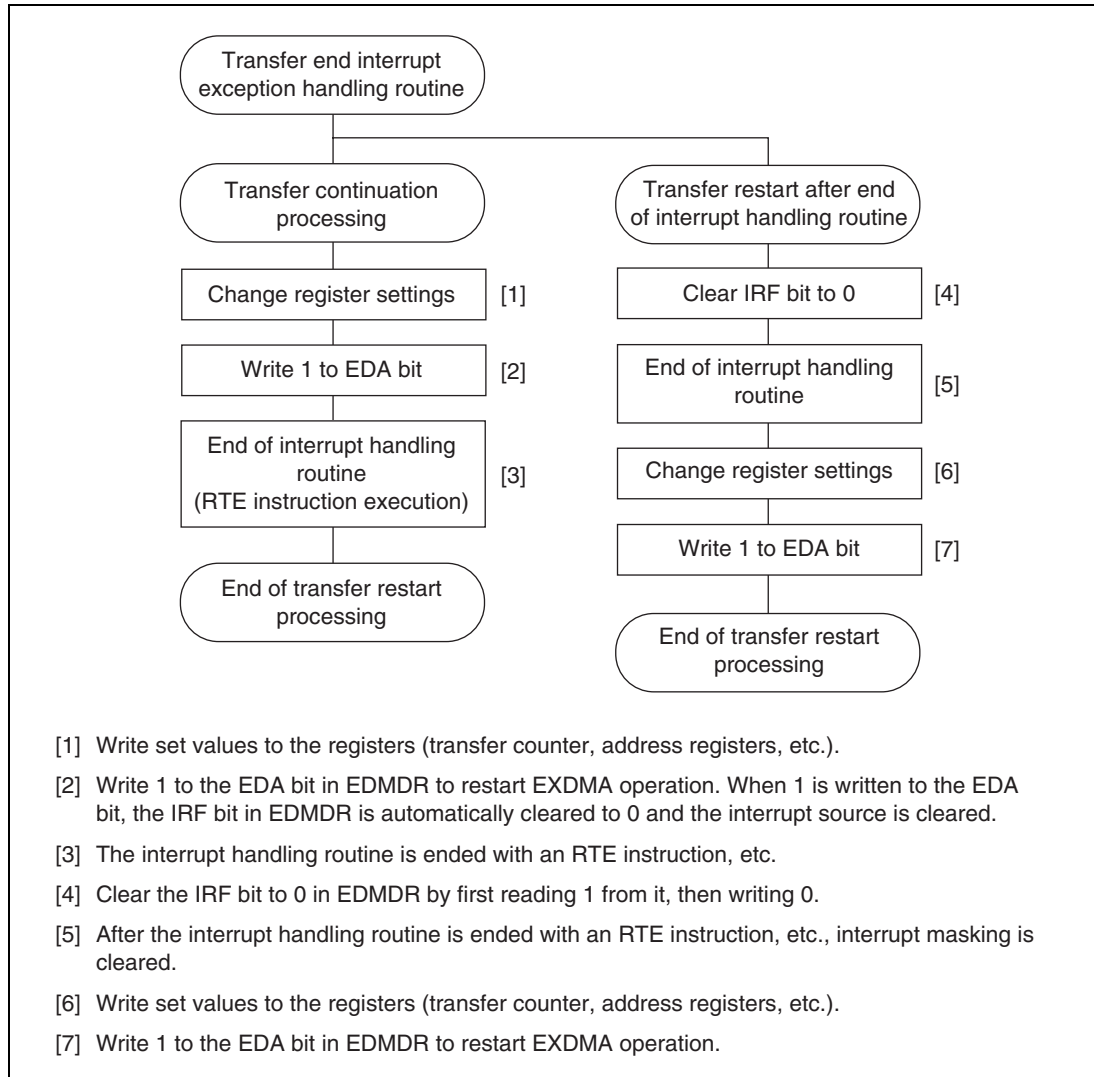 Transfer end interrupt
exception handling routine
Transfer continuation
processing
Change register settings [1]
Write 1 to EDA bit [2]
End of interrupt handling
routine
(RTE instruction execution) [3]
End of transfer restart
processing
Transfer restart after end
of interrupt handling routine
Clear IRF bit to 0 [4]
End of interrupt handling
routine [5]
Change register settings [6]
Write 1 to EDA bit [7]
End of transfer restart
processing
[1] Write set values to the registers (transfer counter, address registers, etc.).
[2] Write 1 to the EDA bit in EDMDR to restart EXDMA operation. When 1 is written to the EDA
bit, the IRF bit in EDMDR is automatically cleared to 0 and the interrupt source is cleared.
[3] The interrupt handling routine is ended with an RTE instruction, etc.
[4] Clear the IRF bit to 0 in EDMDR by first reading 1 from it, then writing 0.
[5] After the interrupt handling routine is ended with an RTE instruction, etc., interrupt masking is
cleared.
[6] Write set values to the registers (transfer counter, address registers, etc.).
[7] Write 1 to the EDA bit in EDMDR to restart EXDMA operation.